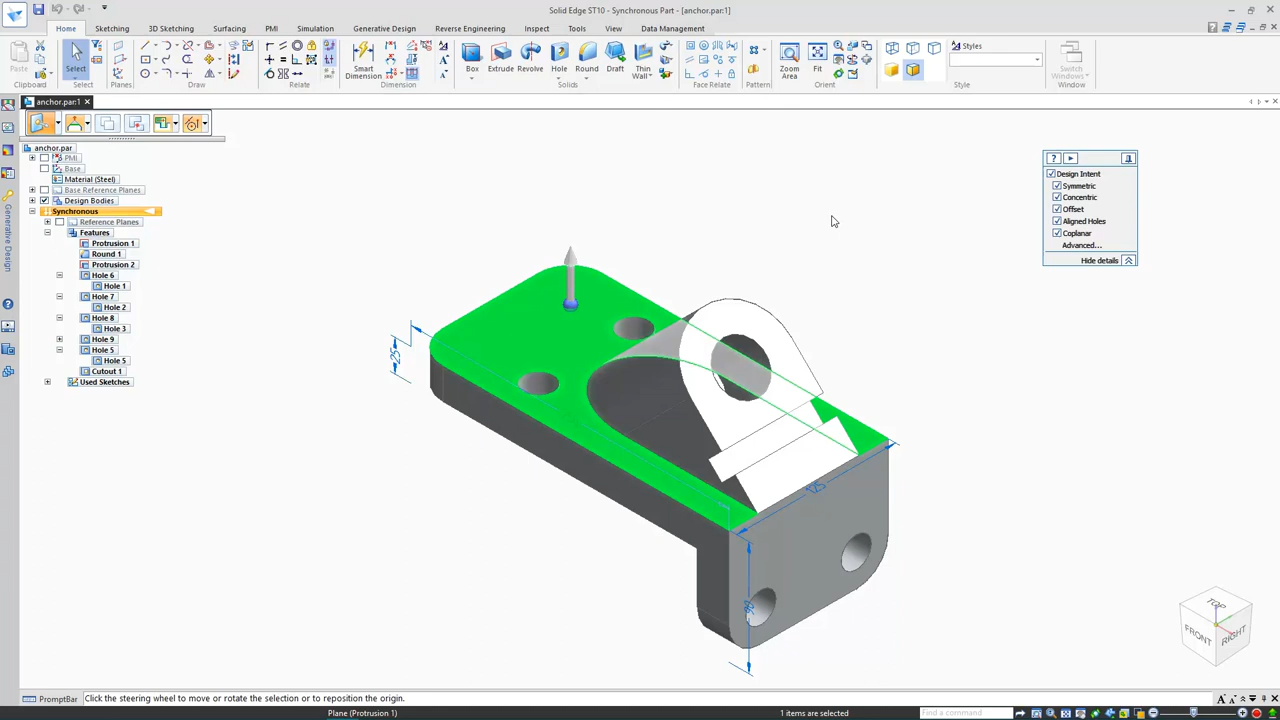 Solid Edge ST10 - Synchronous Part - [anchor.par:1]
Home
Sketching
3D Sketching
PMI
Simulation
Surfacing
Generative Design
Reverse Engineering
Inspect
Tools
View
Data Management
Paste
Select
Smart Dimension
Box
Extrude
Revolve
Hole
Round
Draft
Thin Wall
Zoom Area
Fit
Styles
Switch Windows
Clipboard
Select
Planes
Draw
Relate
Dimension
Solids
Face Relate
Pattern
Orient
Style
Window
anchor.par:1
anchor.par
PMI
Base
Material (Steel)
Base Reference Planes
Design Bodies
Synchronous
Reference Planes
Features
Protrusion 1
Round 1
Protrusion 2
Hole 6
Hole 1
Hole 7
Hole 2
Hole 8
Hole 3
Hole 9
Hole 5
Hole 5
Cutout 1
Used Sketches
Generative Design
Design Intent
Symmetric
Concentric
Offset
Aligned Holes
Coplanar
Advanced...
Hide details
25
TOP
FRONT
RIGHT
PromptBar
Click the steering wheel to move or rotate the selection or to reposition the origin.
Plane (Protrusion 1)
1 items are selected
Find a command